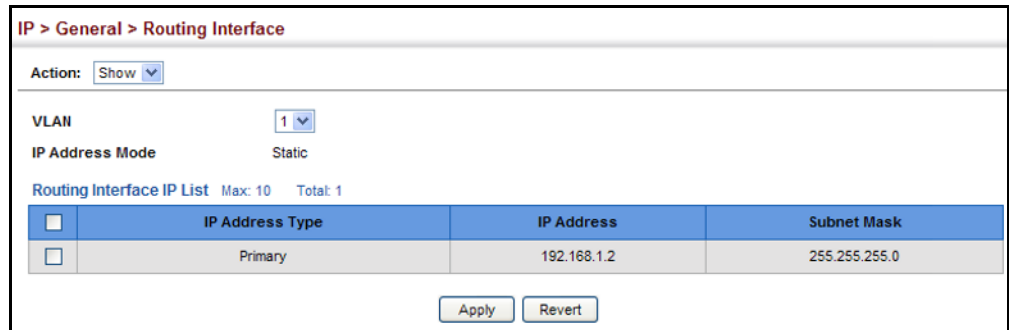 IP > General > Routing Interface
Action: Show
VLAN 1
IP Address Mode Static
Routing Interface IP List Max: 10 Total: 1
IP Address Type IP Address Subnet Mask
Primary 192.168.1.2 255.255.255.0
Apply Revert